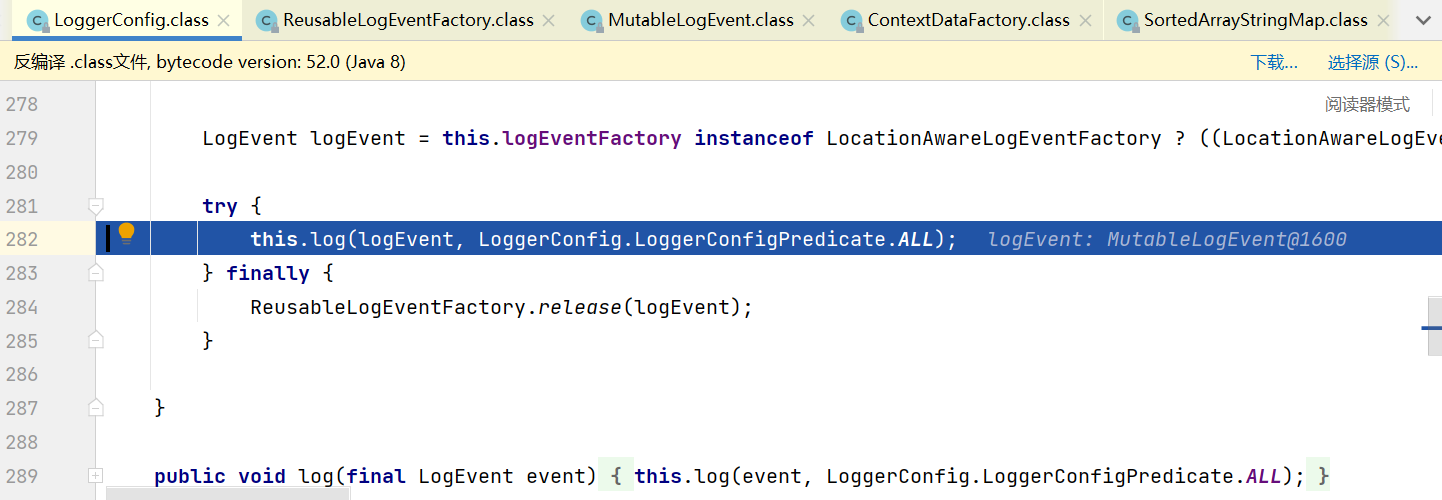 LoggerConfig.class ReusableLogEventFactory.class MutableLogEvent.class ContextDataFactory.class SortedArrayStringMap.class
反编译 .class文件, bytecode version: 52.0 (Java 8) 下载... 选择源 (S)...
278 阅读器模式
279 LogEvent logEvent = this.logEventFactory instanceof LocationAwareLogEventFactory ? ((LocationAwareLogEve
280
281 try {
282 this.log(logEvent, LoggerConfig.LoggerConfigPredicate.ALL); logEvent: MutableLogEvent@1600
283 } finally {
284 ReusableLogEventFactory.release(logEvent);
285 }
286
287 }
288
289 public void log(final LogEvent event) { this.log(event, LoggerConfig.LoggerConfigPredicate.ALL); }